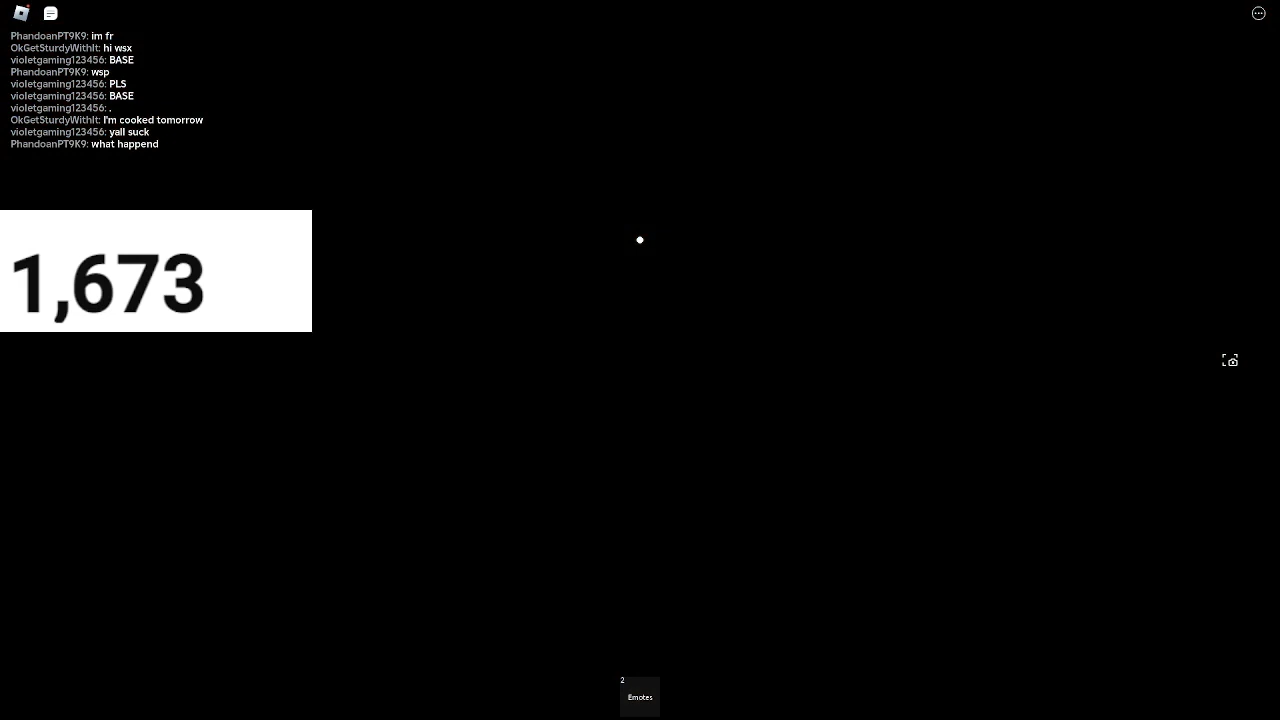 PhandoanPT9K9: im fr
OkGetSturdyWithIt: hi wsx
violetgaming123456: BASE
PhandoanPT9K9: wsp
violetgaming123456: PLS
violetgaming123456: BASE
violetgaming123456: .
OkGetSturdyWithIt: I'm cooked tomorrow
violetgaming123456: yall suck
PhandoanPT9K9: what happend
1,673
2
Emotes